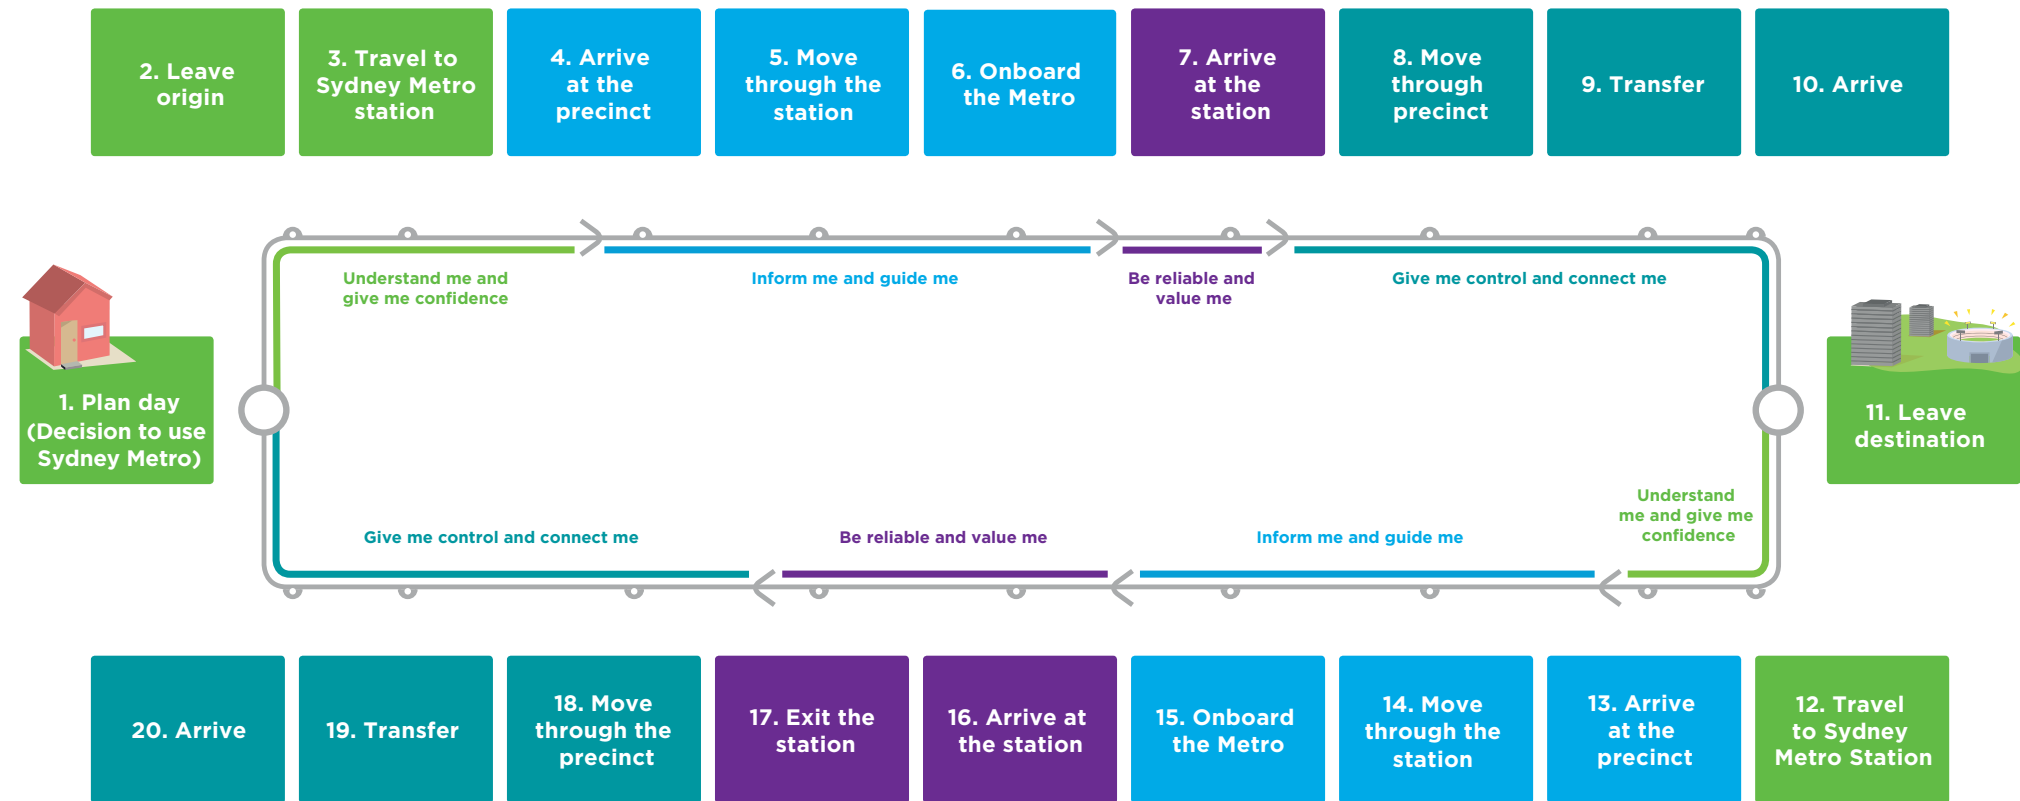 2. Leave
origin
3. Travel to
Sydney Metro
station
4. Arrive
at the
precinct
5. Move
through the
station
6. Onboard
the Metro
7. Arrive
at the
station
8. Move
through
precinct
9. Transfer
10. Arrive
Understand me and
give me confidence
Inform me and guide me
Be reliable and
value me
Give me control and connect me
1. Plan day
(Decision to use
Sydney Metro)
11. Leave
destination
Understand
me and give me
confidence
Give me control and connect me
Be reliable and value me
Inform me and guide me
20. Arrive
19. Transfer
18. Move
through the
precinct
17. Exit the
station
16. Arrive at
the station
15. Onboard
the Metro
14. Move
through the
station
13. Arrive
at the
precinct
12. Travel
to Sydney
Metro Station